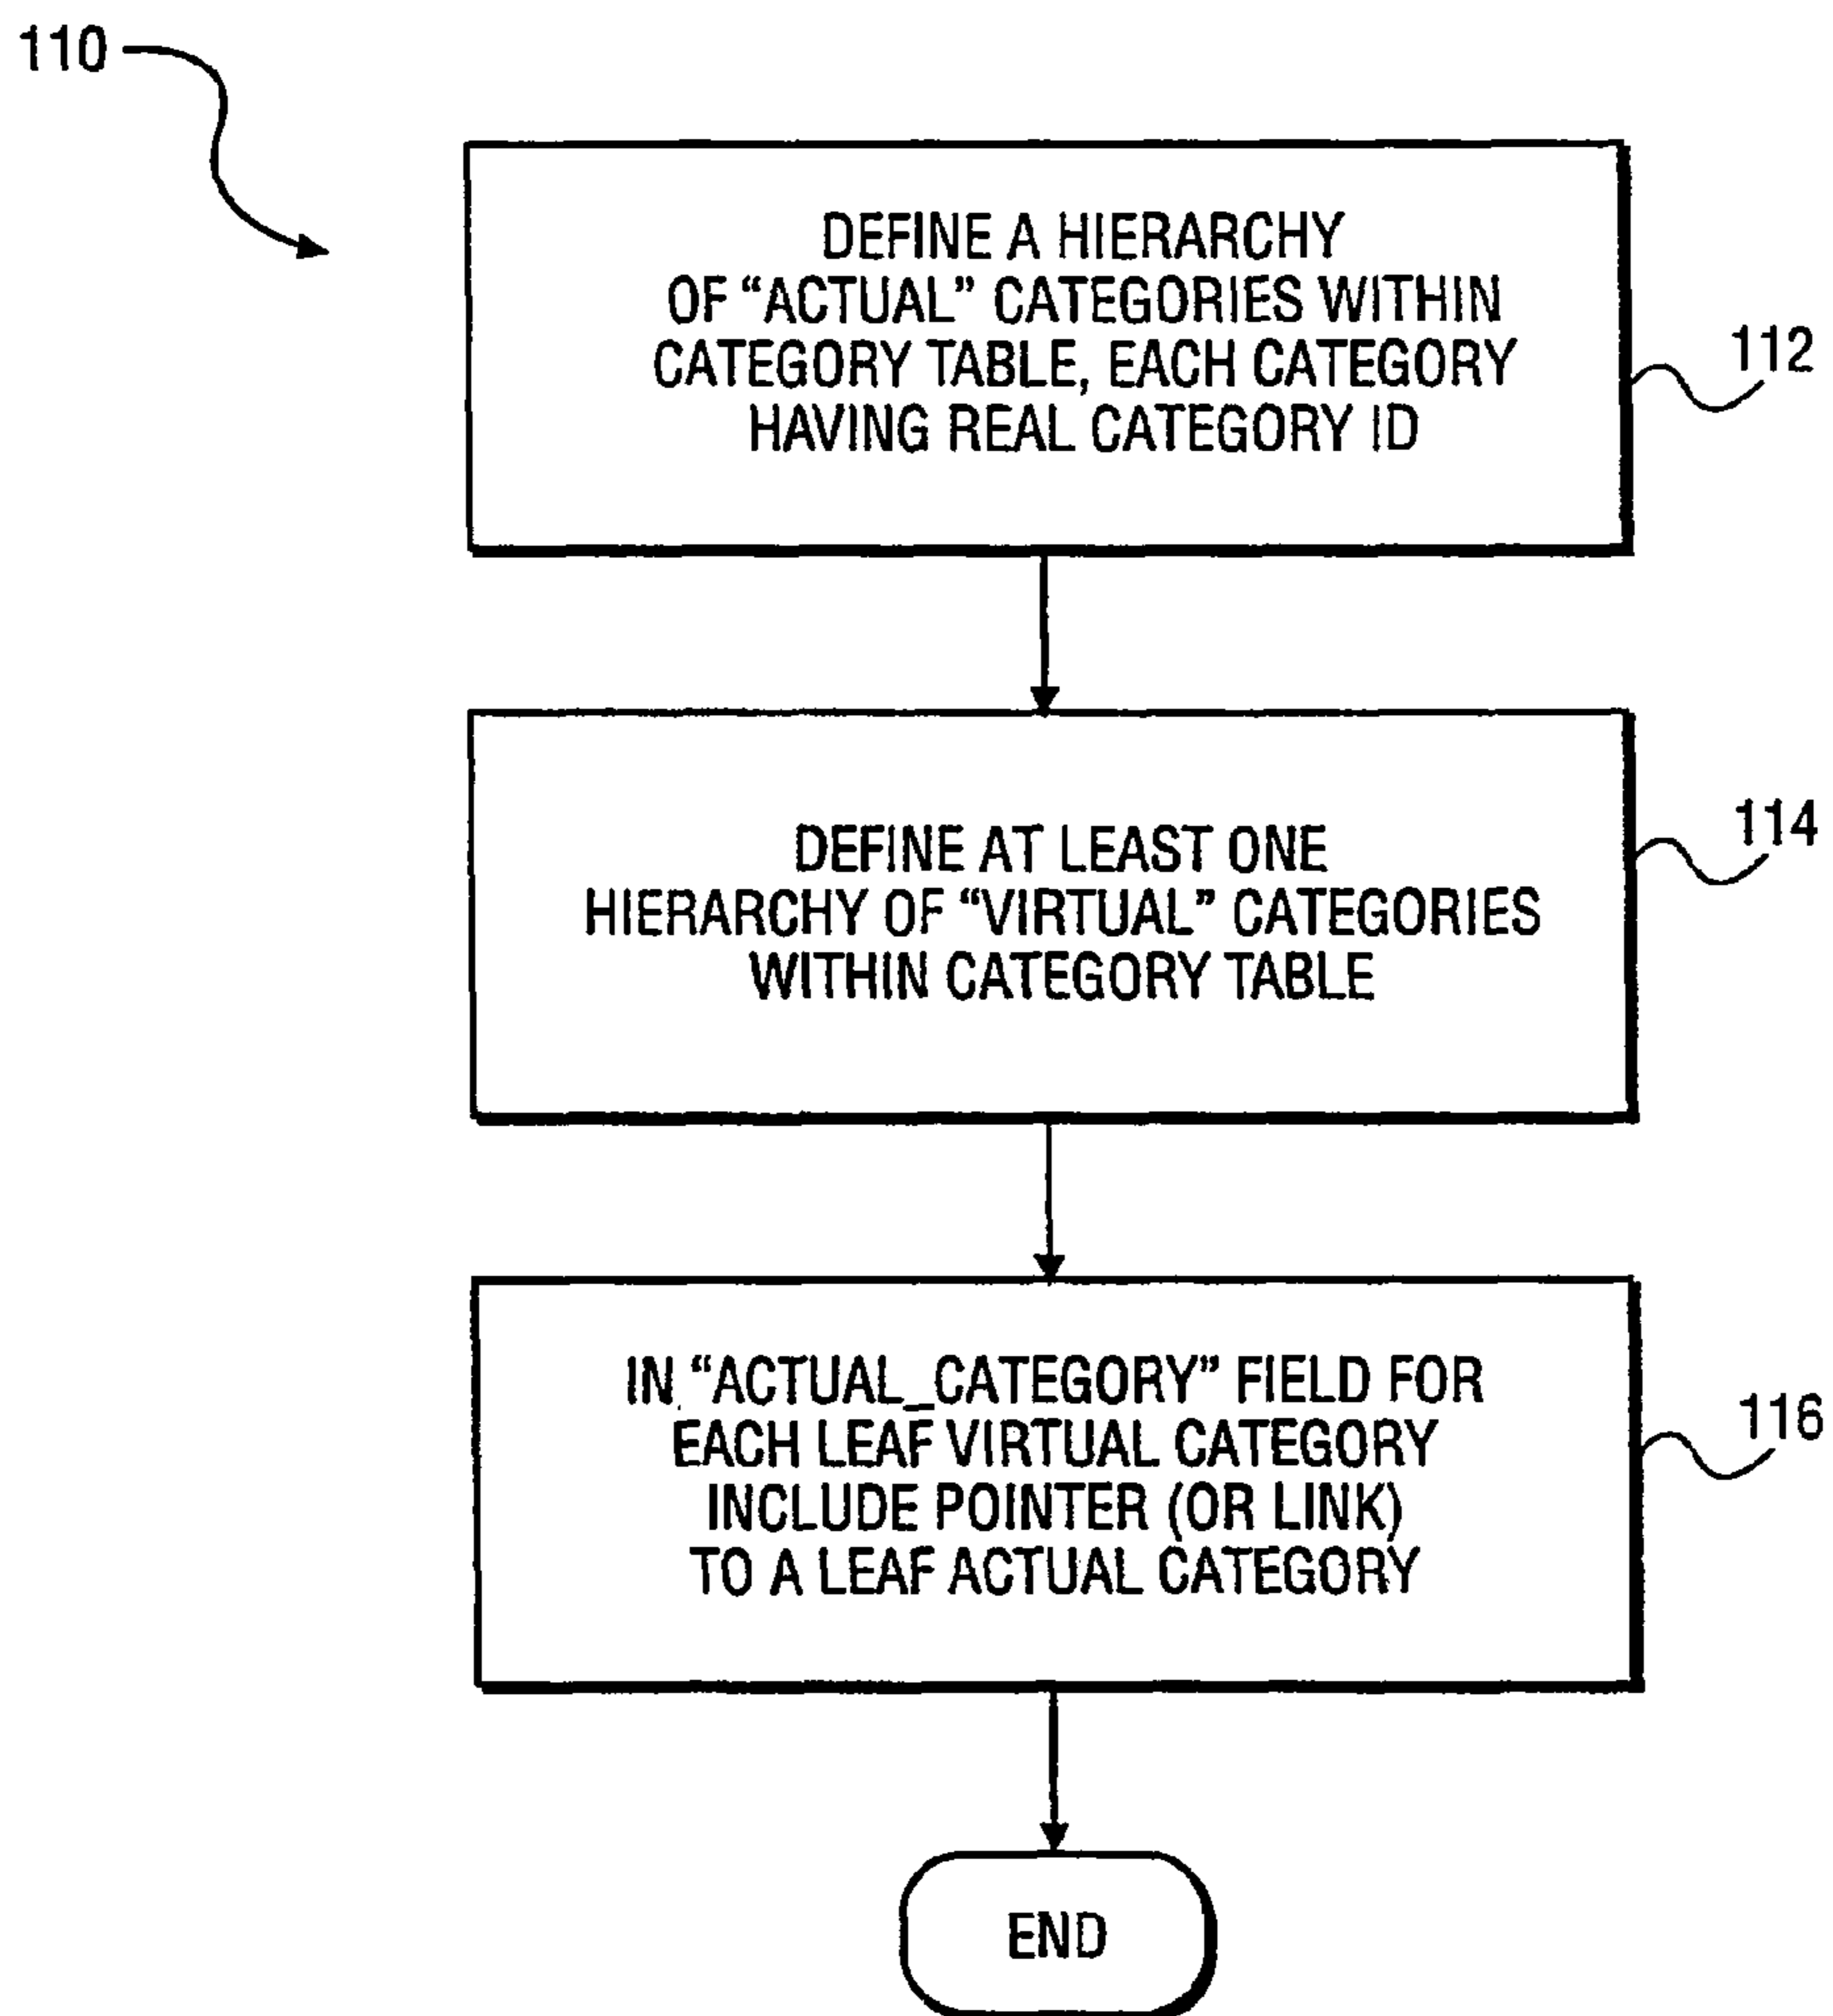 110
DEFINE A HIERARCHY
OF “ACTUAL” CATEGORIES WITHIN
CATEGORY TABLE, EACH CATEGORY
HAVING REAL CATEGORY ID
112
DEFINE AT LEAST ONE
HIERARCHY OF “VIRTUAL” CATEGORIES
WITHIN CATEGORY TABLE
114
IN “ACTUAL_CATEGORY” FIELD FOR
EACH LEAF VIRTUAL CATEGORY
INCLUDE POINTER (OR LINK)
TO A LEAF ACTUAL CATEGORY
116
END